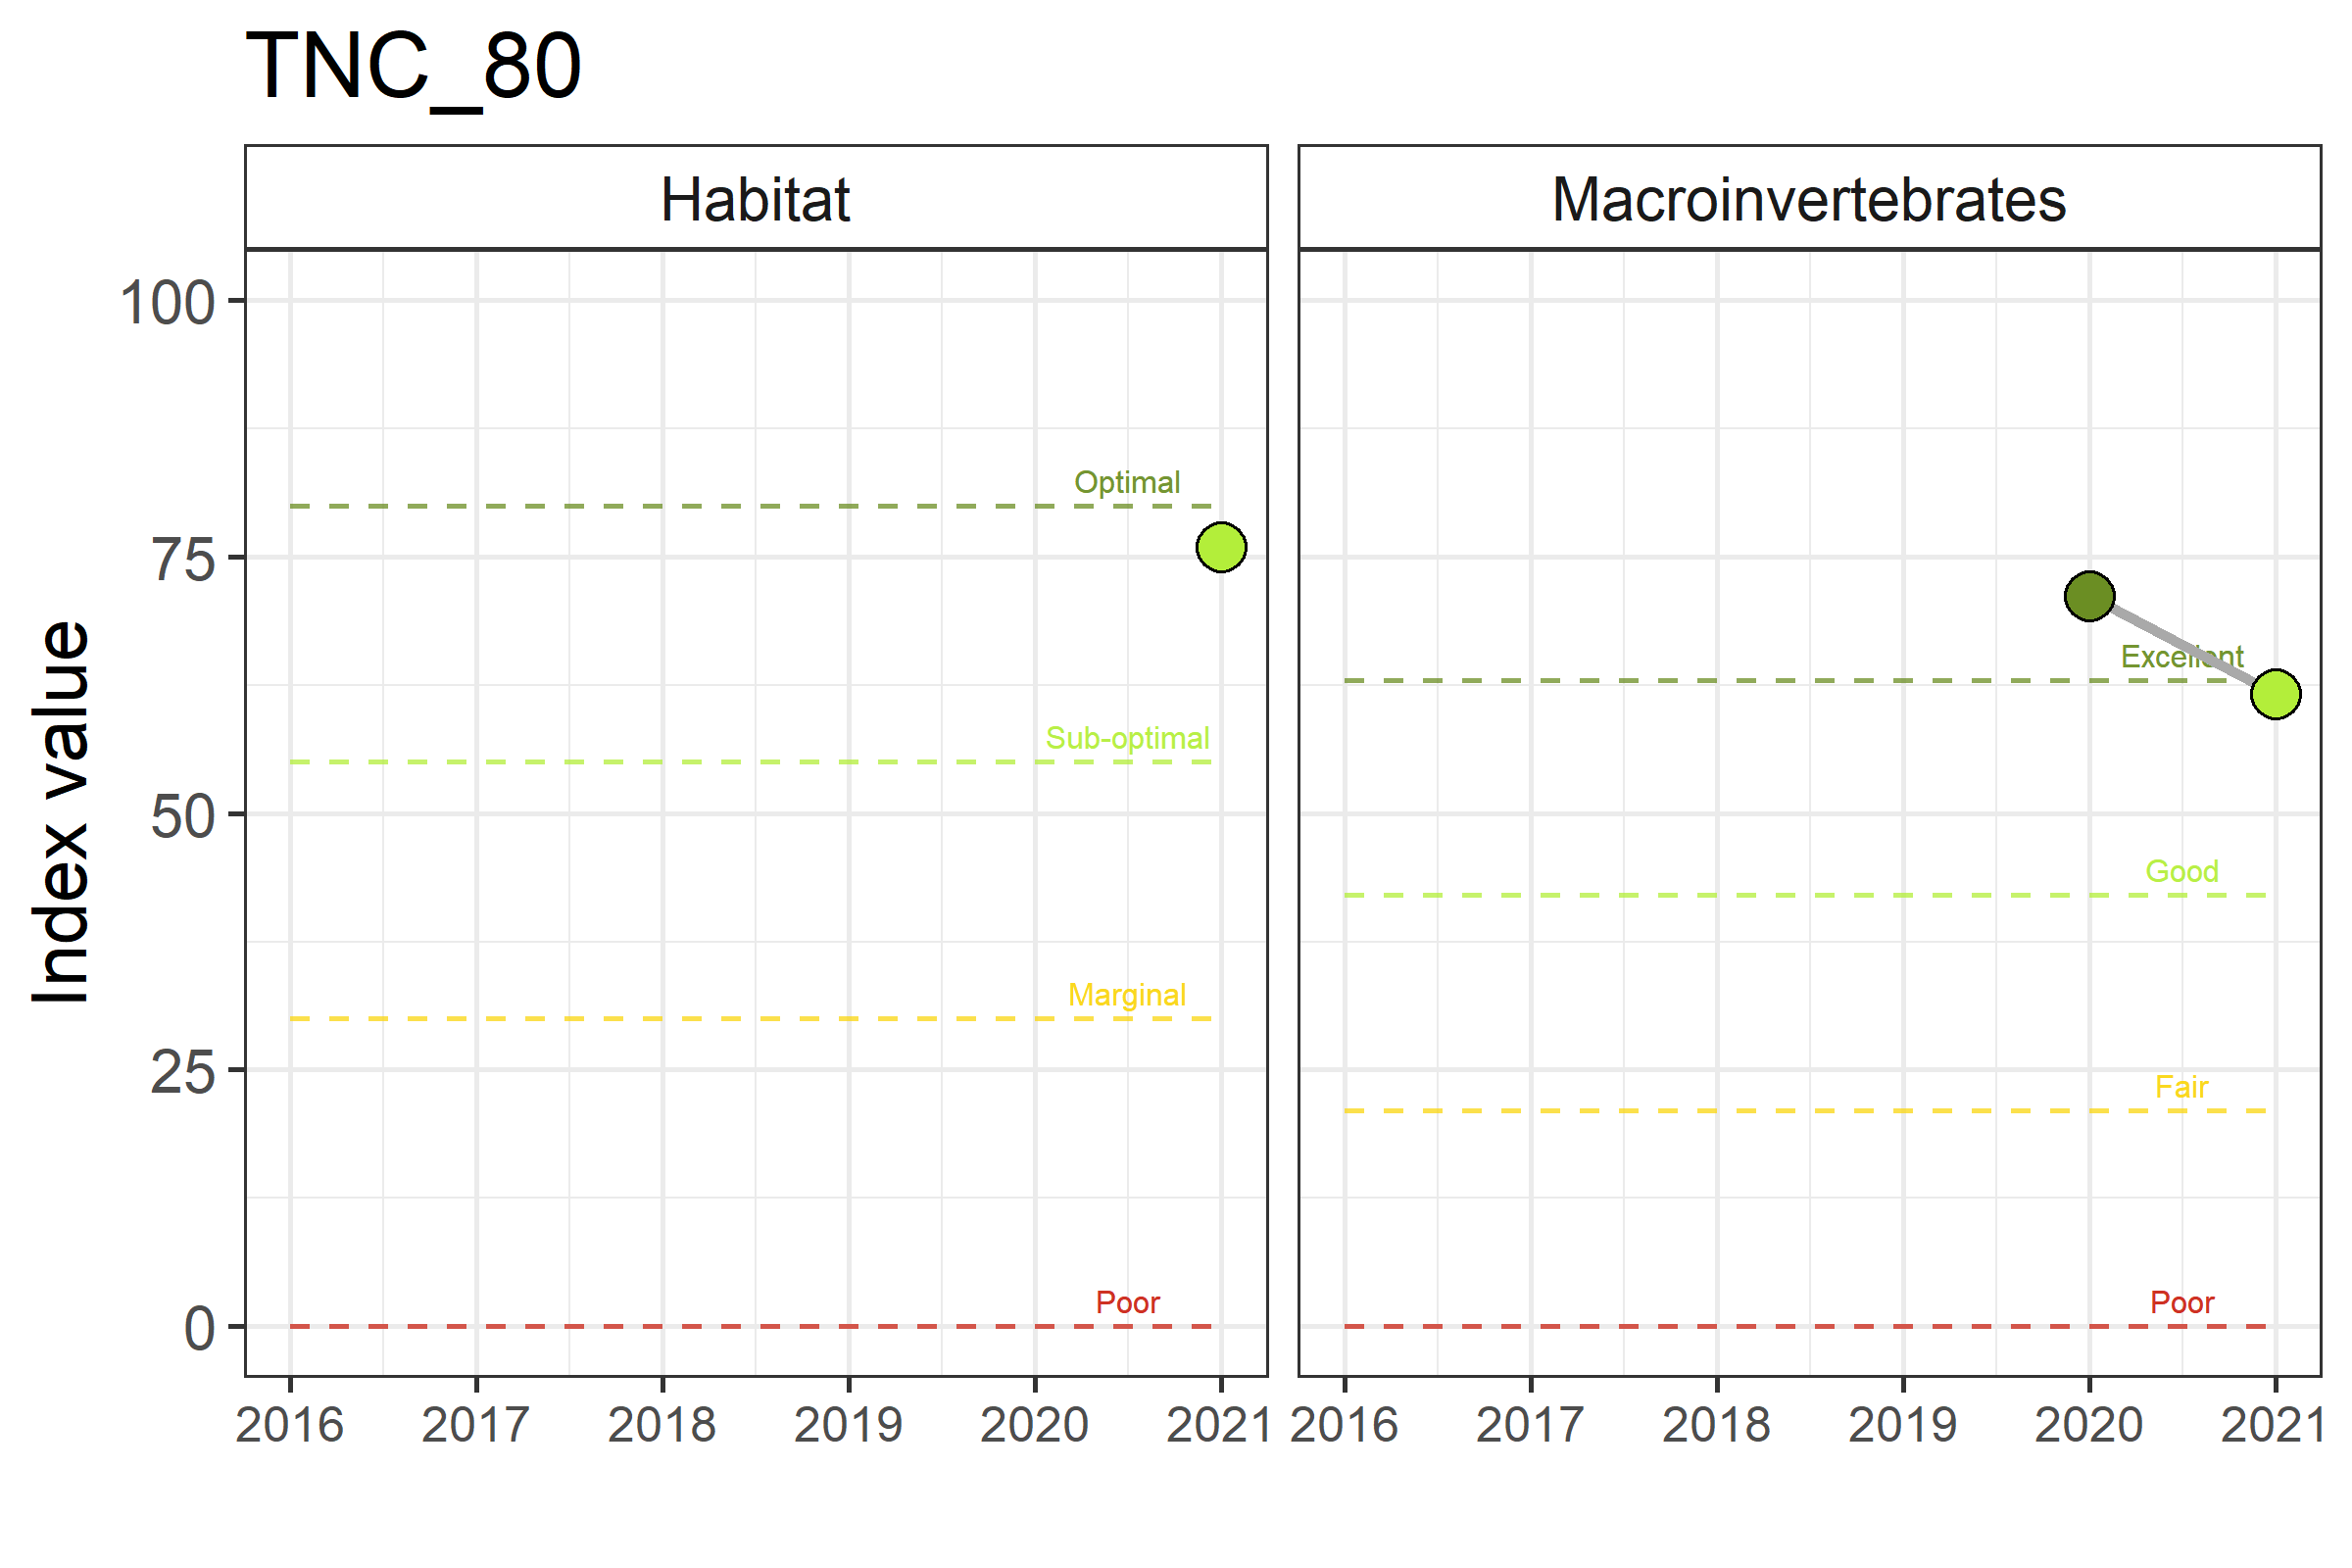 TNC_80
Habitat
Macroinvertebrates
Index value
100
75
50
25
0
Optimal
Sub-optimal
Marginal
Poor
Excellent
Good
Fair
Poor
2016 2017 2018 2019 2020 2021
2016 2017 2018 2019 2020 2021